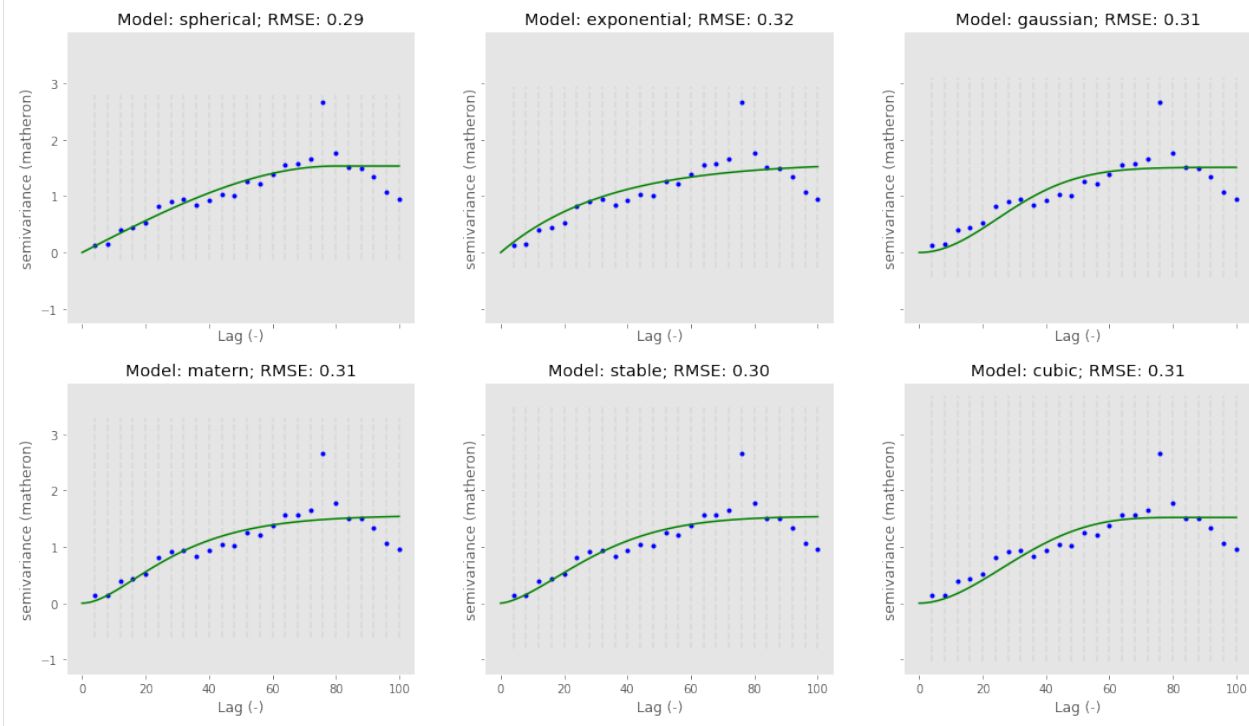 Model: spherical; RMSE: 0.29
Model: exponential; RMSE: 0.32
Model: gaussian; RMSE: 0.31
semivariance (matheron)
3
2
1
0
−1
Lag (-)
semivariance (matheron)
Lag (-)
semivariance (matheron)
Lag (-)
Model: matern; RMSE: 0.31
Model: stable; RMSE: 0.30
Model: cubic; RMSE: 0.31
semivariance (matheron)
3
2
1
0
−1
0 20 40 60 80 100
Lag (-)
semivariance (matheron)
0 20 40 60 80 100
Lag (-)
semivariance (matheron)
0 20 40 60 80 100
Lag (-)